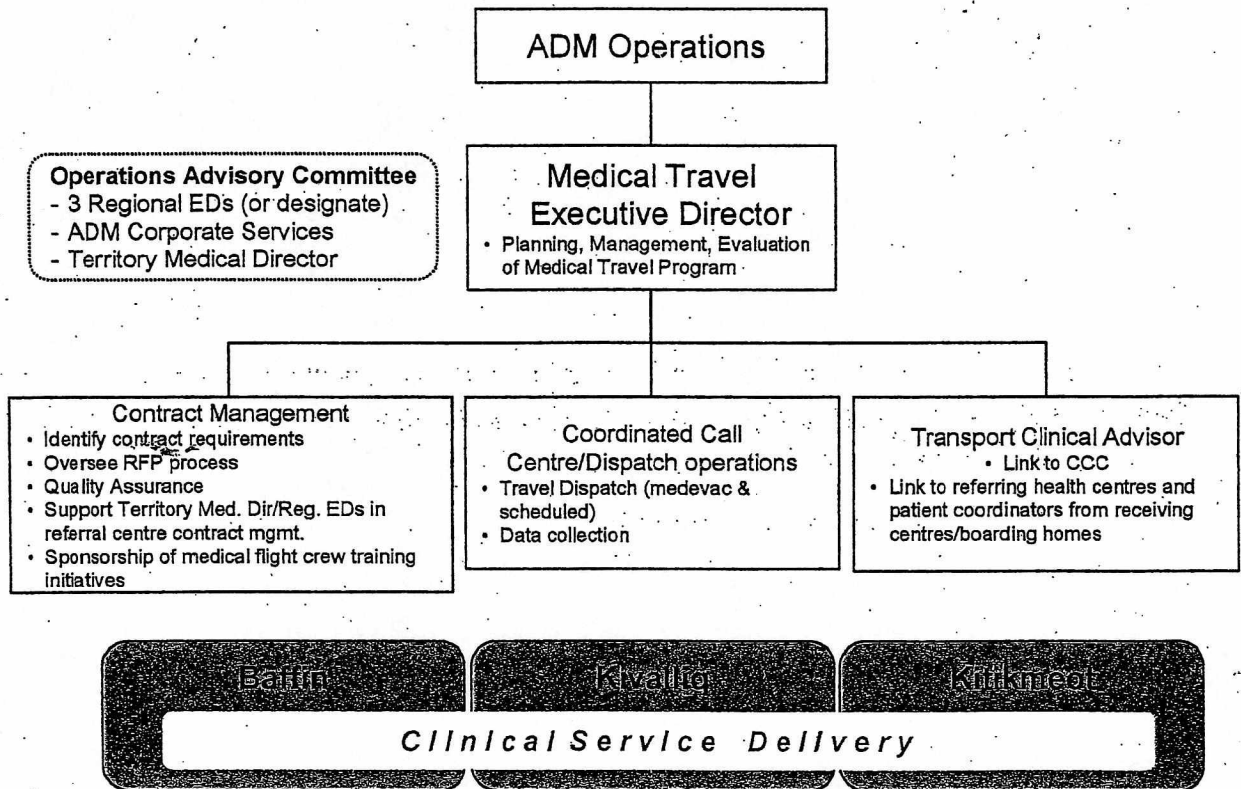 ADM Operations
Operations Advisory Committee
- 3 Regional EDs (or designate)
- ADM Corporate Services
- Territory Medical Director
Medical Travel
Executive Director
• Planning, Management, Evaluation
of Medical Travel Program
Contract Management
• Identify contract requirements
• Oversee RFP process
• Quality Assurance
• Support Territory Med. Dir/Reg. EDs in
referral centre contract mgmt.
• Sponsorship of medical flight crew training
initiatives
Coordinated Call
Centre/Dispatch operations
• Travel Dispatch (medevac &
scheduled)
• Data collection
Transport Clinical Advisor
• Link to CCC
• Link to referring health centres and
patient coordinators from receiving
centres/boarding homes
Baffin
Kivalliq
Kitikmeot
Clinical Service Delivery